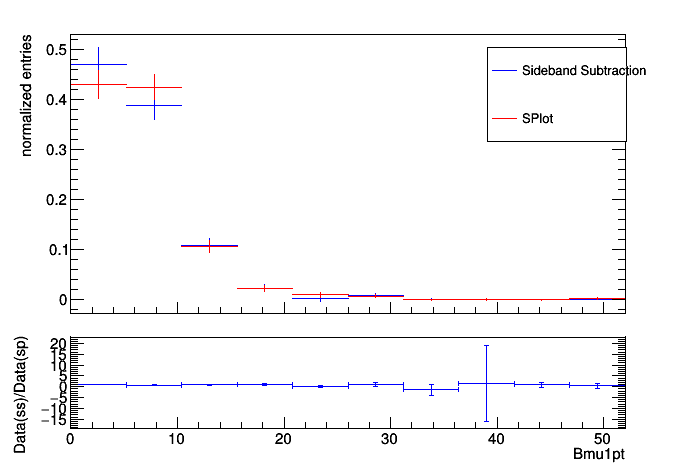 normalized entries
0.5
0.4
0.3
0.2
0.1
0
Sideband Subtraction
SPlot
Data(ss)/Data(sp)
20
15
10
5
0
−5
−10
−15
0 10 20 30 40 50
Bmu1pt